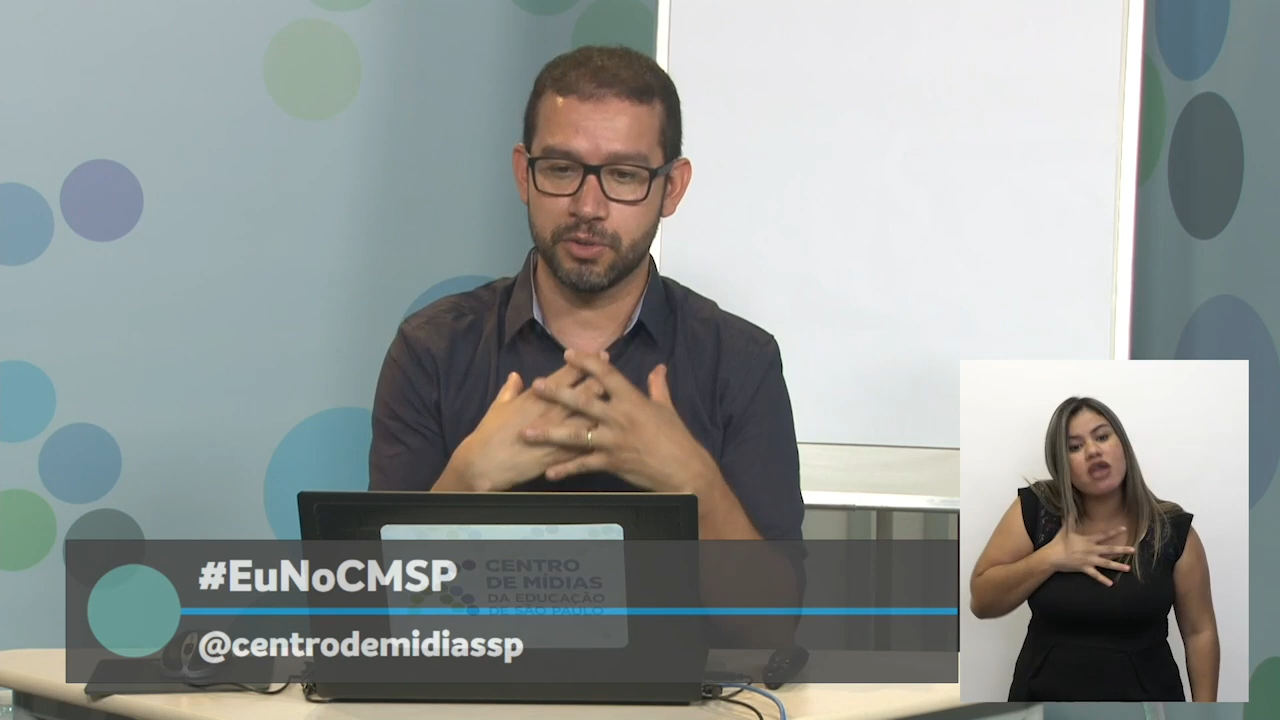 #EuNoCMSP
@centrodemidiassp
CENTRO
DE MÍDIAS
DA EDUCAÇÃO
DE SÃO PAULO